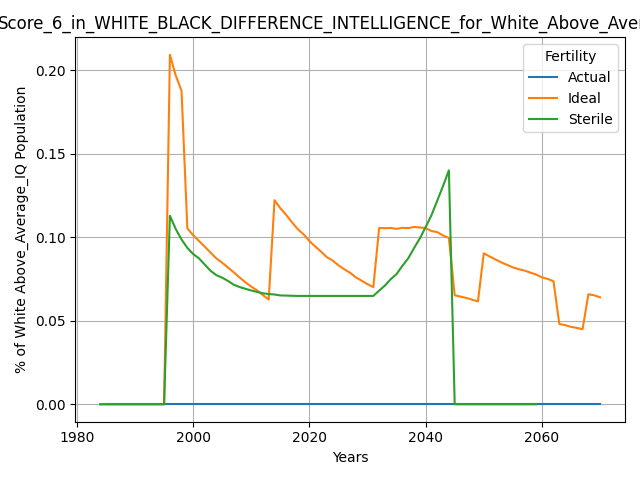 Score_6_in_WHITE_BLACK_DIFFERENCE_INTELLIGENCE_for_White_Above_Aver
% of White Above_Average_IQ Population
0.20
0.15
0.10
0.05
0.00
Fertility
Actual
Ideal
Sterile
1980
2000
2020
2040
2060
Years